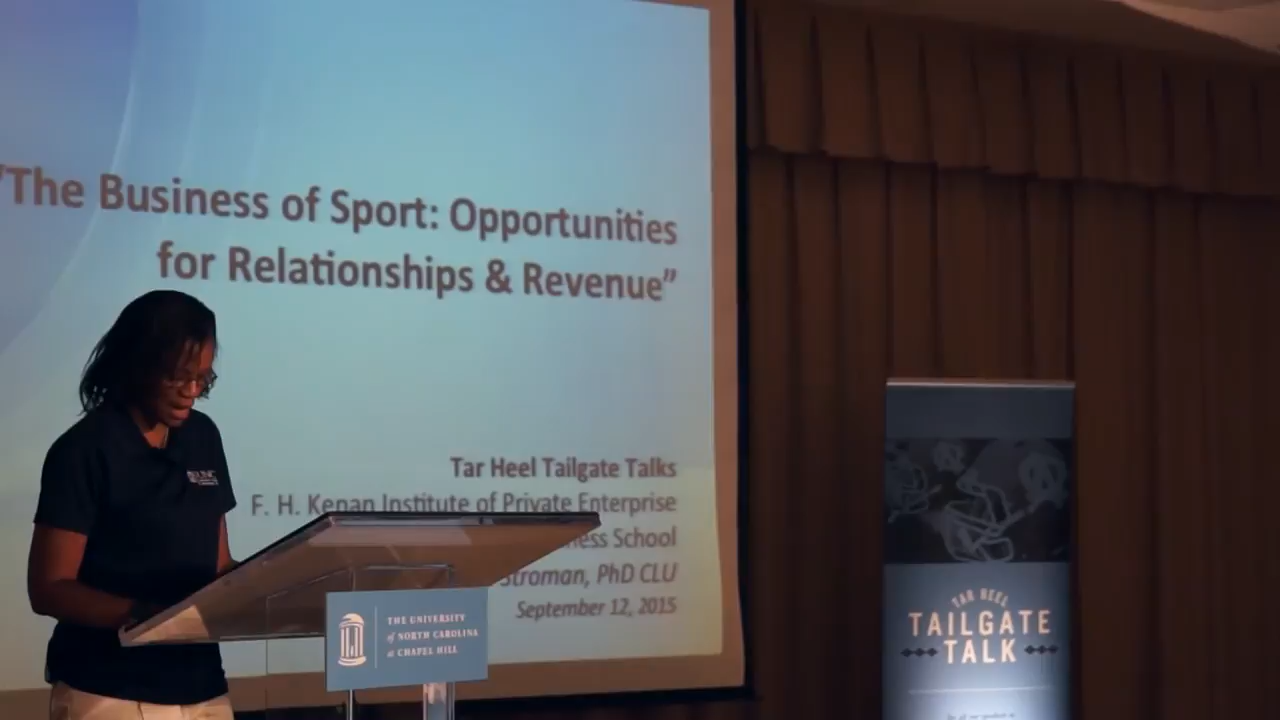 "The Business of Sport: Opportunities
for Relationships & Revenue"
Tar Heel Tailgate Talks
F. H. Kenan Institute of Private Enterprise
School
Stroman, PhD CLU
September 12, 2015
UNC
THE UNIVERSITY
of NORTH CAROLINA
at CHAPEL HILL
TAR HEEL
TAILGATE
TALK